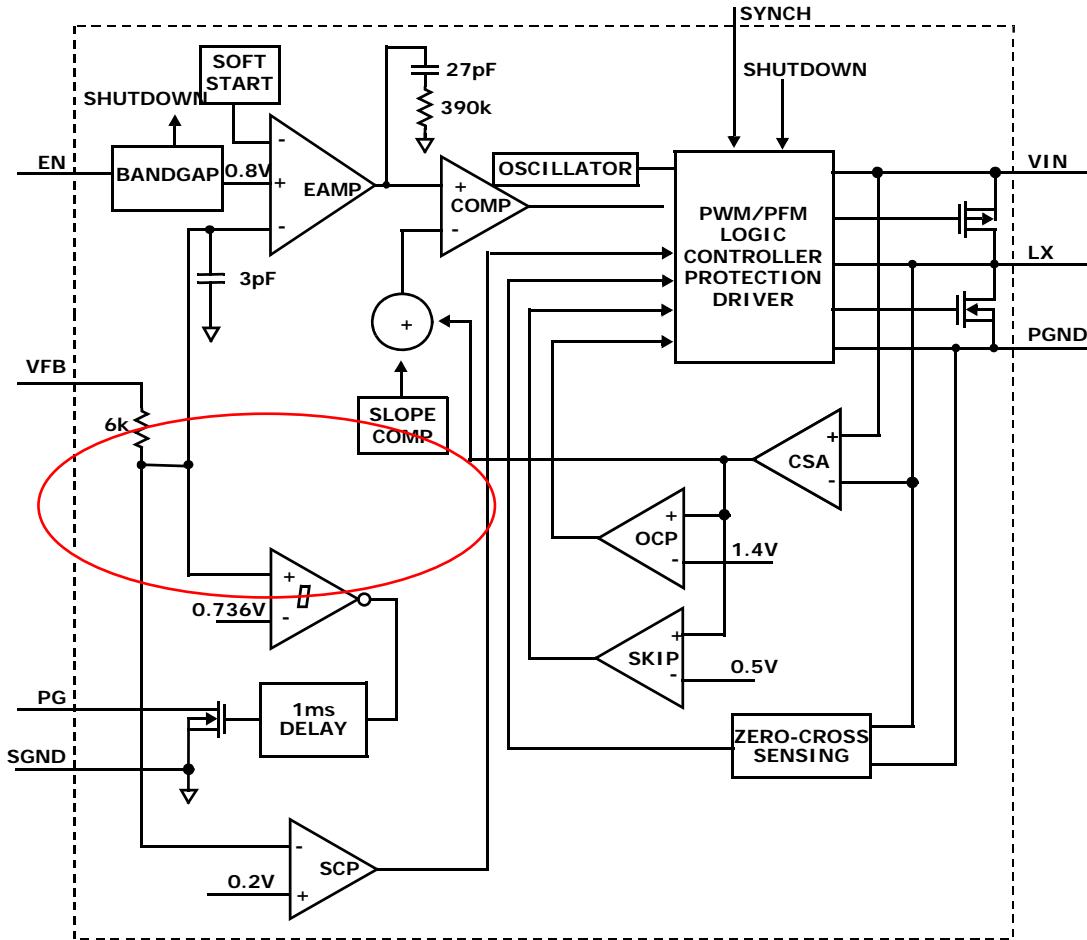 SYNCH
SOFT
START
27pF
390k
SHUTDOWN
SHUTDOWN
EN
BANDGAP
0.8V
-
+
-
EAMP
3pF
+
-
COMP
OSCILLATOR
PWM/PFM
LOGIC
CONTROLLER
PROTECTION
DRIVER
VIN
LX
PGND
+
VFB
6k
SLOPE
COMP
+
-
CSA
+
-
OCP
1.4V
+
-
0.736V
+
-
SKIP
0.5V
PG
1ms
DELAY
SGND
ZERO-CROSS
SENSING
-
+
SCP
0.2V